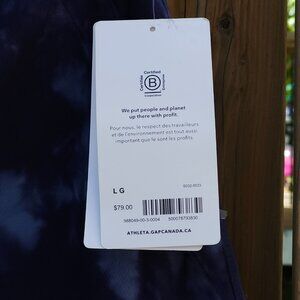 Certified
B
Corporation
We put people and planet
up there with profit.
Pour nous, le respect des travailleurs
et de l'environnement est tout aussi
important que le sont les profits.
L G
$79.00
ATHLETA.GAPCANADA.CA